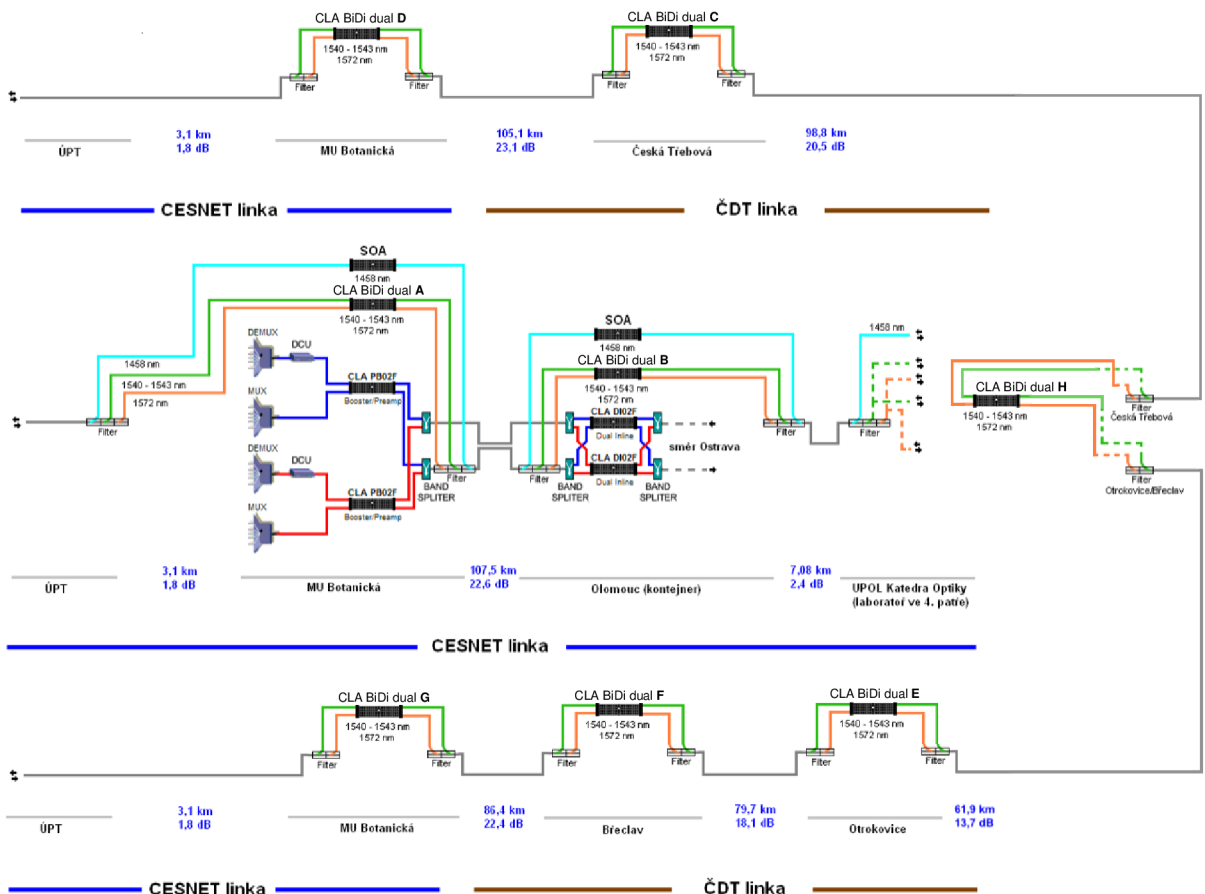 CLA BiDi dual D
1540 - 1543 nm
1572 nm
Filter
Filter
CLA BiDi dual C
1540 - 1543 nm
1572 nm
Filter
Filter
ÚPT
3,1 km
1,8 dB
MU Botanická
105,1 km
23,1 dB
Česká Třebová
98,8 km
20,5 dB
CESNET linka
ČDT linka
SOA
1458 nm
CLA BiDi dual A
1540 - 1543 nm
1572 nm
1458 nm
1540 - 1543 nm
1572 nm
Filter
DEMUX
DCU
MUX
CLA PB02F
Booster/Preamp
DEMUX
DCU
MUX
CLA PB02F
Booster/Preamp
BAND
SPLITER
Filter
SOA
1458 nm
CLA BiDi dual B
1540 - 1543 nm
1572 nm
CLA DI02F
Dual Inline
CLA DI02F
Dual Inline
Filter
BAND
SPLITER
BAND
SPLITER
směr Ostrava
Filter
1458 nm
Filter
CLA BiDi dual H
1540 - 1543 nm
1572 nm
Filter
Česká Třebová
Filter
Otrokovice/Břeclav
ÚPT
3,1 km
1,8 dB
MU Botanická
107,5 km
22,6 dB
Olomouc (kontejner)
7,08 km
2,4 dB
UPOL Katedra Optiky
(laboratoř ve 4. patře)
CESNET linka
CLA BiDi dual G
1540 - 1543 nm
1572 nm
Filter
Filter
CLA BiDi dual F
1540 - 1543 nm
1572 nm
Filter
Filter
CLA BiDi dual E
1540 - 1543 nm
1572 nm
Filter
Filter
ÚPT
3,1 km
1,8 dB
MU Botanická
86,4 km
22,4 dB
Břeclav
79,7 km
18,1 dB
Otrokovice
61,9 km
13,7 dB
CESNET linka
ČDT linka